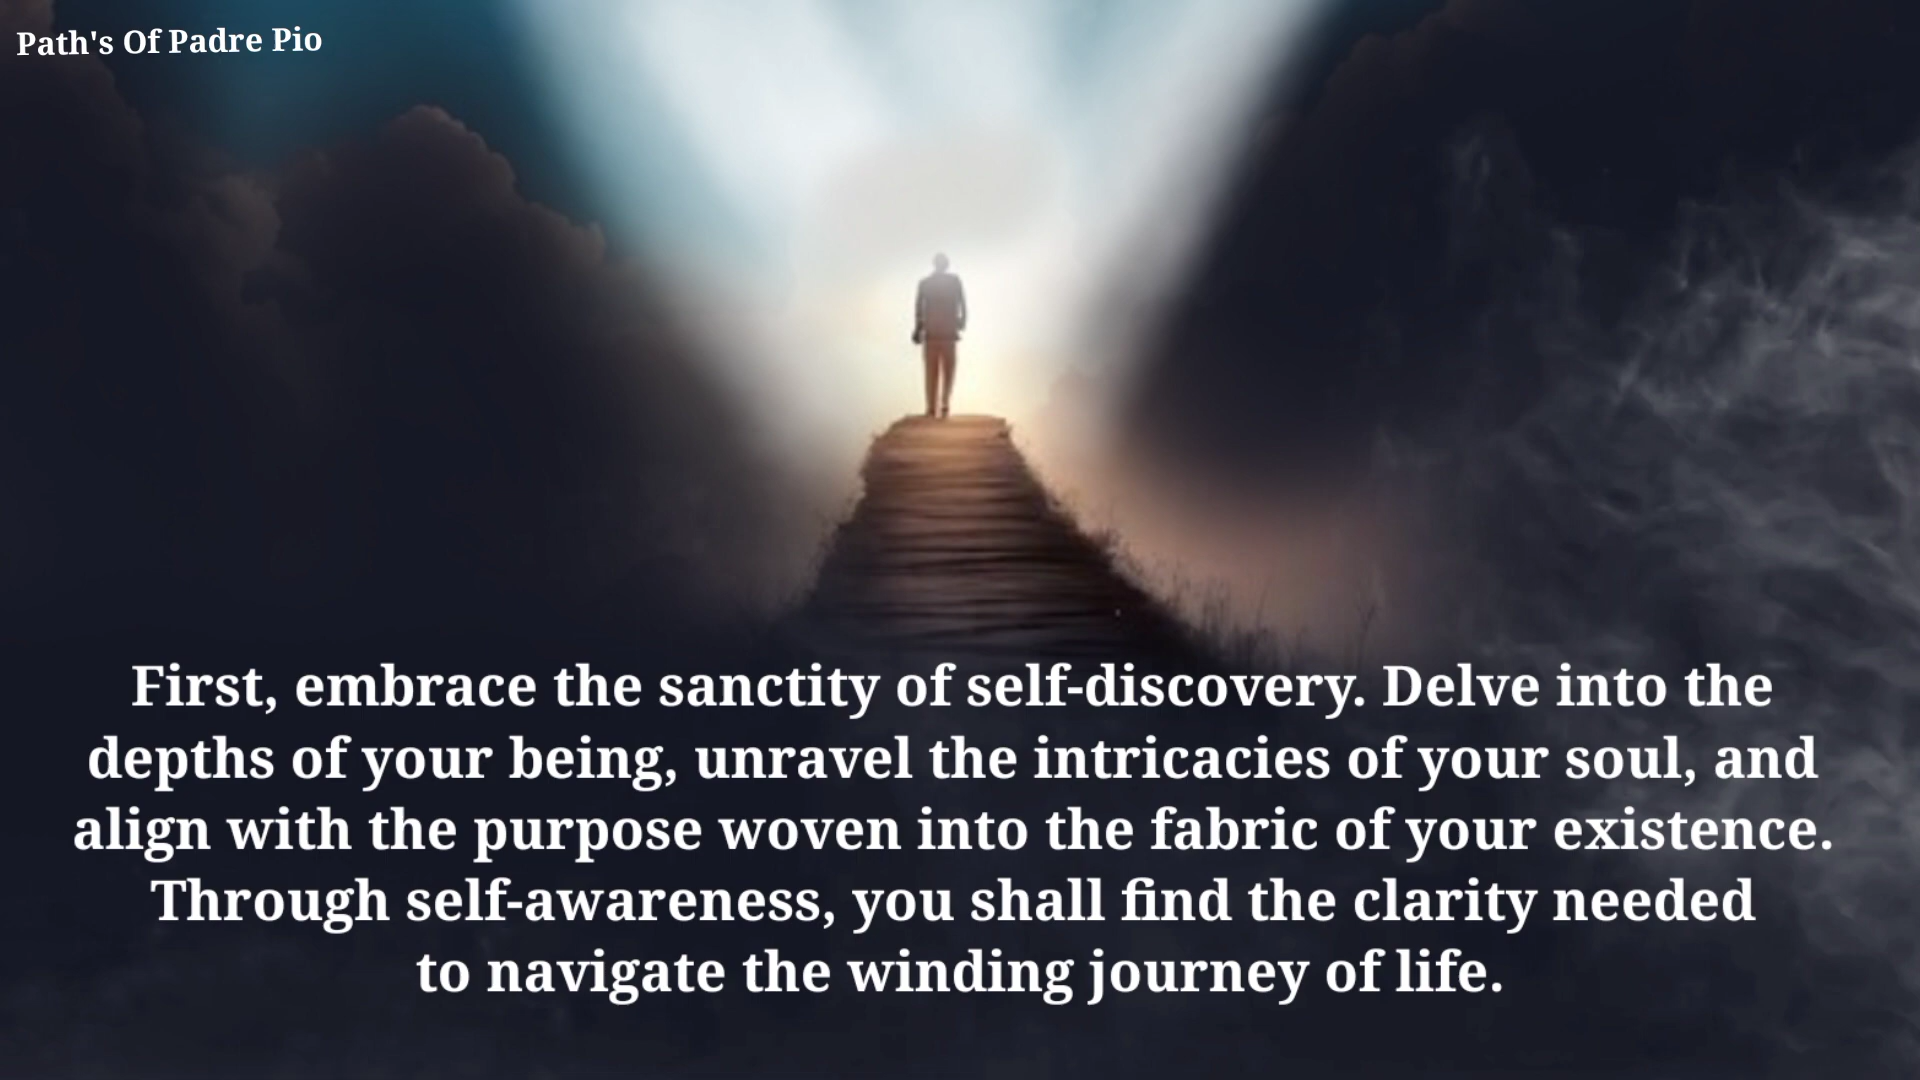 Path's Of Padre Pio
First, embrace the sanctity of self-discovery. Delve into the
depths of your being, unravel the intricacies of your soul, and
align with the purpose woven into the fabric of your existence.
Through self-awareness, you shall find the clarity needed
to navigate the winding journey of life.